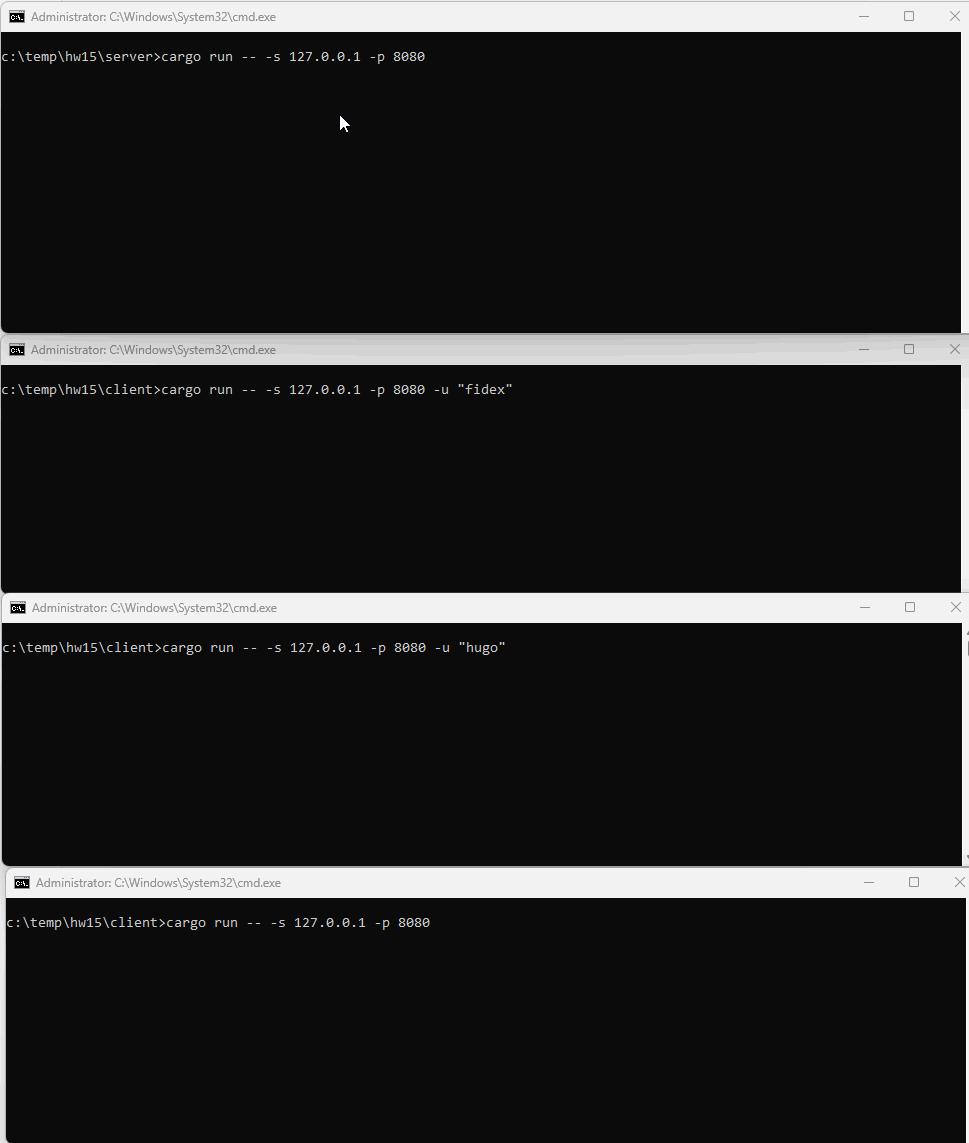 Administrator: C:\Windows\System32\cmd.exe
c:\temp\hw15\server>cargo run -- -s 127.0.0.1 -p 8080
Administrator: C:\Windows\System32\cmd.exe
c:\temp\hw15\client>cargo run -- -s 127.0.0.1 -p 8080 -u "fidex"
Administrator: C:\Windows\System32\cmd.exe
c:\temp\hw15\client>cargo run -- -s 127.0.0.1 -p 8080 -u "hugo"
Administrator: C:\Windows\System32\cmd.exe
c:\temp\hw15\client>cargo run -- -s 127.0.0.1 -p 8080